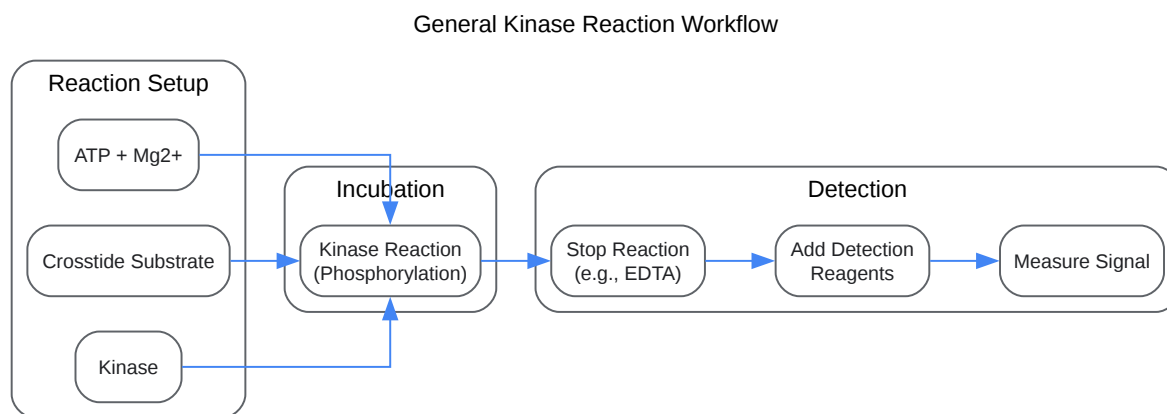 General Kinase Reaction Workflow
Reaction Setup
ATP + Mg2+
Crosstide Substrate
Kinase
Incubation
Kinase Reaction
(Phosphorylation)
Detection
Stop Reaction
(e.g., EDTA)
Add Detection
Reagents
Measure Signal